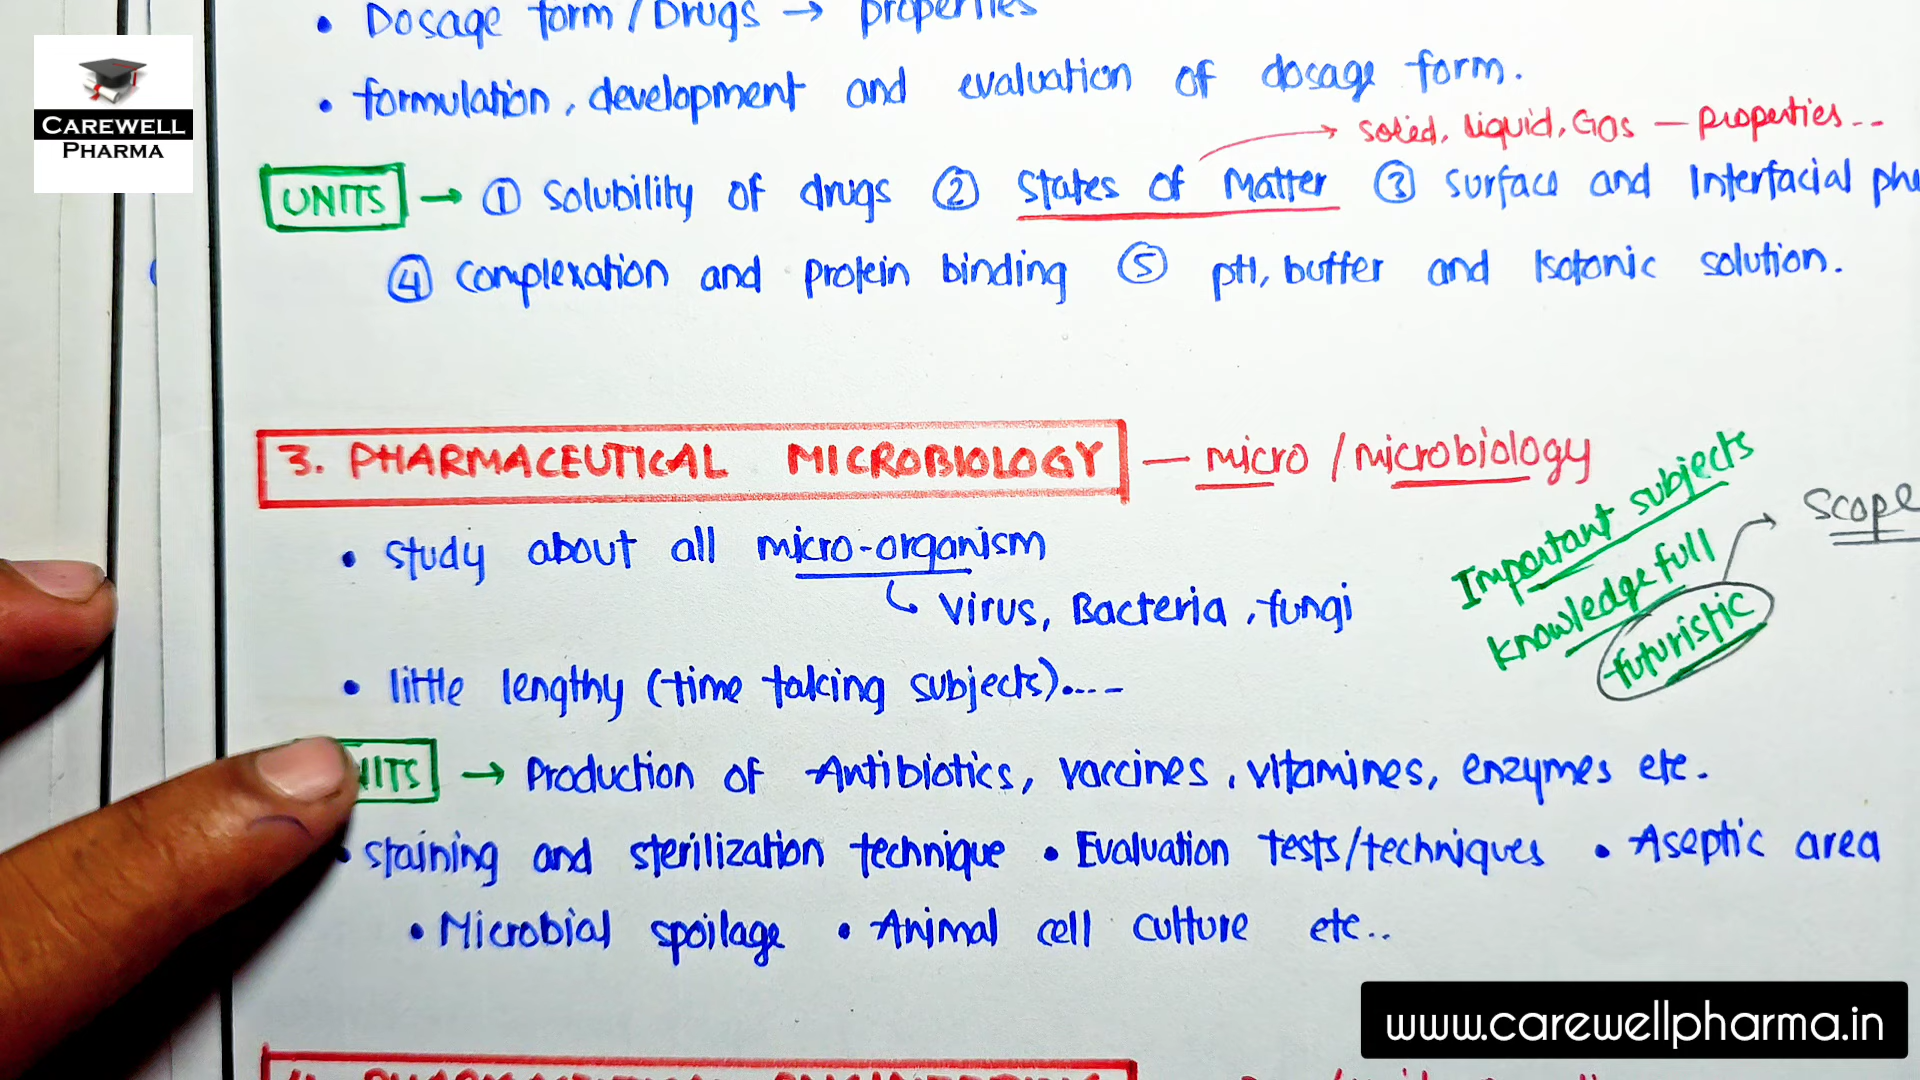 • Dosage form/Drugs → properties
CAREWELL
PHARMA
• formulation, development and evaluation of dosage form.
→ solid, liquid, Gas — properties..
UNITS → ① Solubility of drugs ② States of Matter ③ Surface and Interfacial
④ Complexation and protein binding ⑤ pH, buffer and Isotonic solution.
3. PHARMACEUTICAL MICROBIOLOGY — micro / microbiology
Important subjects
knowledge full
futuristic
→ Scope
• study about all micro-organism
Virus, Bacteria, fungi
• little lengthy (time taking subjects)....
→ Production of Antibiotics, vaccines, vitamines, enzymes etc.
• staining and sterilization technique • Evaluation tests/techniques • Aseptic area
• Microbial spoilage • Animal cell culture etc..
www.carewellpharma.in
4. PHARMACEUTICAL ENGINEERING